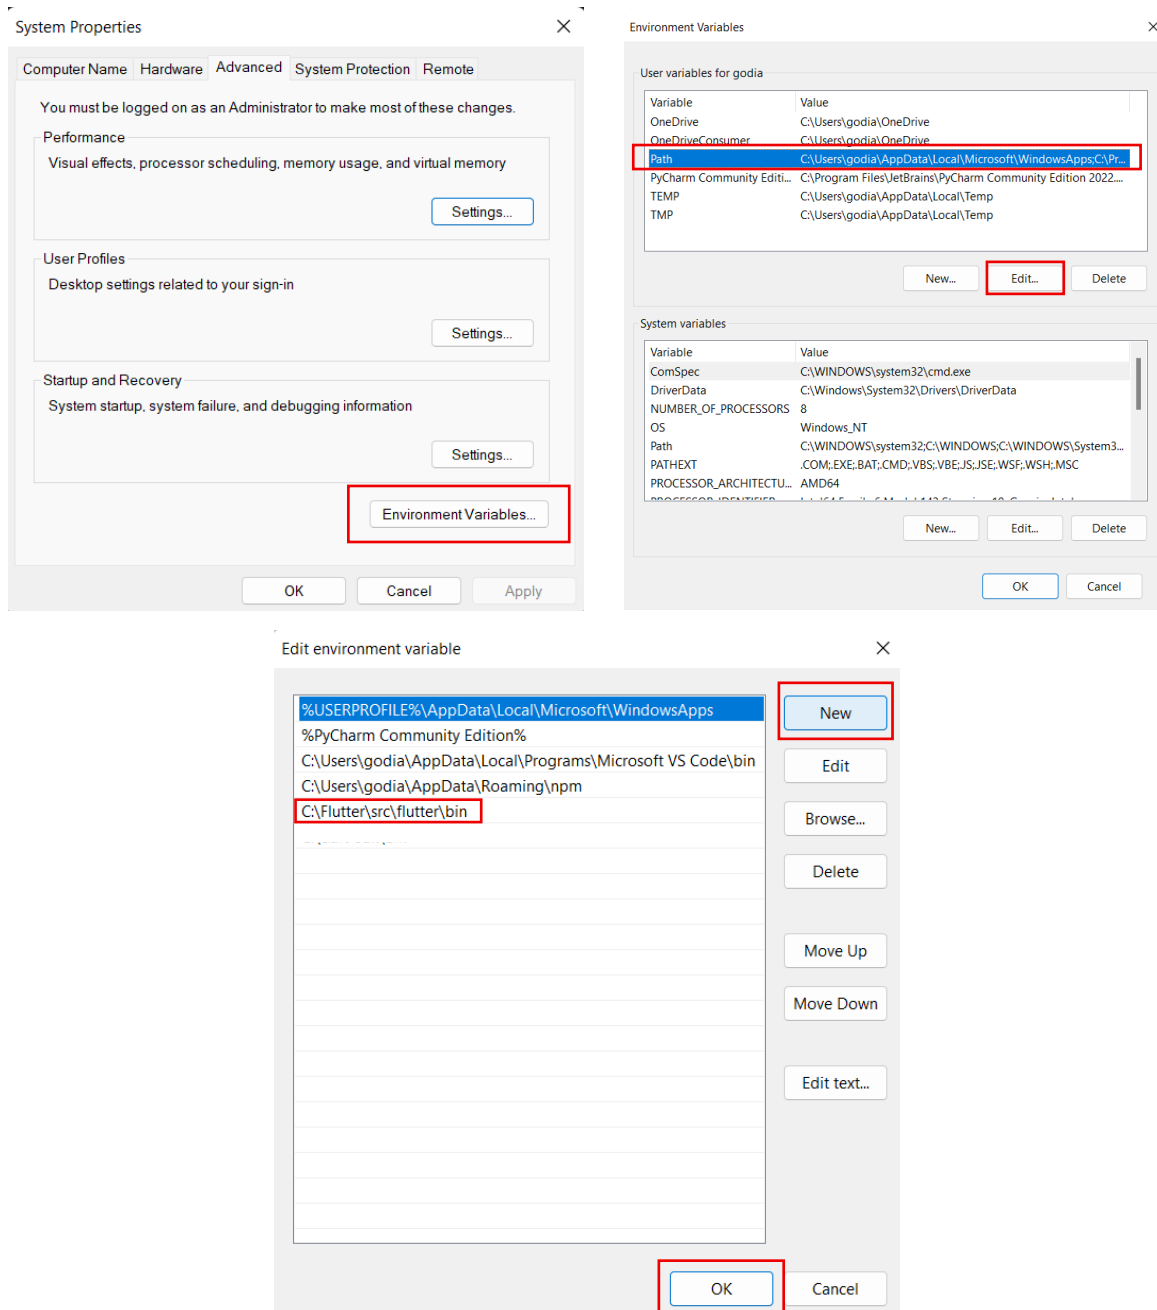 System Properties
Computer Name Hardware Advanced System Protection Remote
You must be logged on as an Administrator to make most of these changes.
Performance
Visual effects, processor scheduling, memory usage, and virtual memory
Settings...
User Profiles
Desktop settings related to your sign-in
Settings...
Startup and Recovery
System startup, system failure, and debugging information
Settings...
Environment Variables...
OK Cancel Apply
Environment Variables
User variables for godia
Variable Value
OneDrive C:\Users\godia\OneDrive
OneDriveConsumer C:\Users\godia\OneDrive
Path C:\Users\godia\AppData\Local\Microsoft\WindowsApps;C:\Pr...
PyCharm Community Editi... C:\Program Files\JetBrains\PyCharm Community Edition 2022....
TEMP C:\Users\godia\AppData\Local\Temp
TMP C:\Users\godia\AppData\Local\Temp
New... Edit... Delete
System variables
Variable Value
ComSpec C:\WINDOWS\system32\cmd.exe
DriverData C:\Windows\System32\Drivers\DriverData
NUMBER_OF_PROCESSORS 8
OS Windows_NT
Path C:\WINDOWS\system32;C:\WINDOWS;C:\WINDOWS\System3...
PATHEXT .COM;.EXE;.BAT;.CMD;.VBS;.VBE;.JS;.JSE;.WSF;.WSH;.MSC
PROCESSOR_ARCHITECTU... AMD64
New... Edit... Delete
OK Cancel
Edit environment variable
%USERPROFILE%\AppData\Local\Microsoft\WindowsApps
%PyCharm Community Edition%
C:\Users\godia\AppData\Local\Programs\Microsoft VS Code\bin
C:\Users\godia\AppData\Roaming\npm
C:\Flutter\src\flutter\bin
New
Edit
Browse...
Delete
Move Up
Move Down
Edit text...
OK Cancel